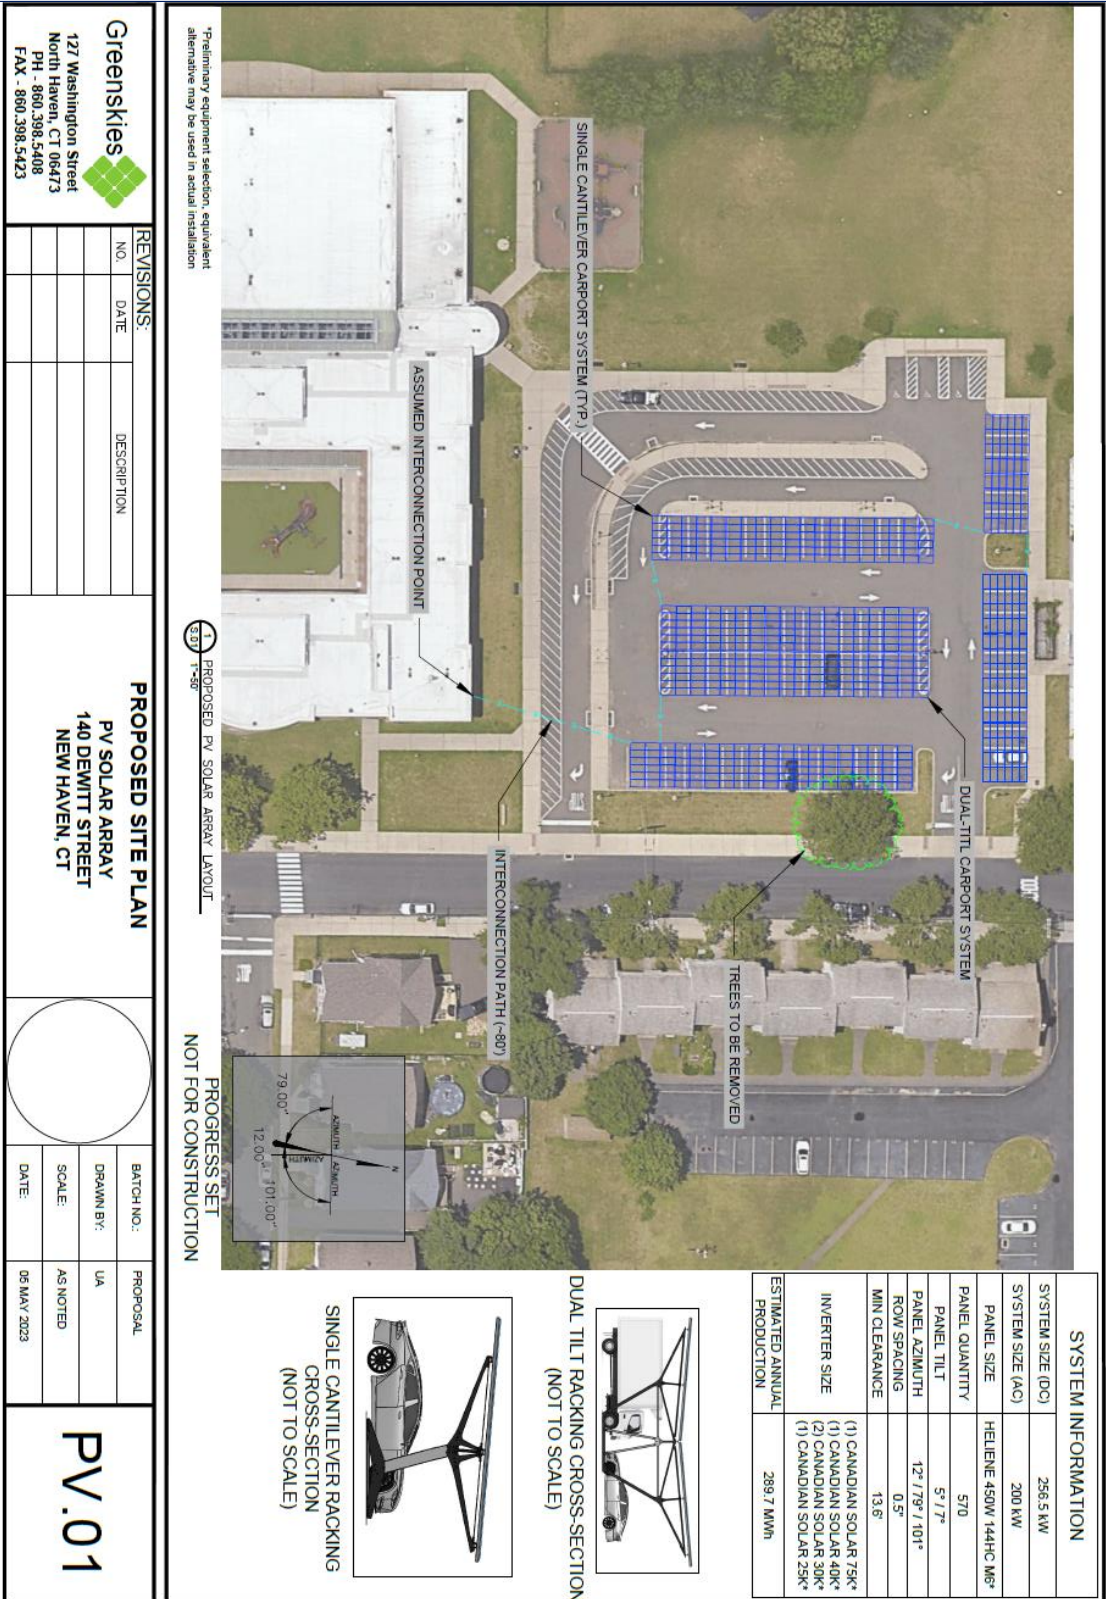 SYSTEM INFORMATION
SYSTEM SIZE (DC) 256.5 kW
SYSTEM SIZE (AC) 200 kW
PANEL SIZE HELIENE 450W 144HC M6*
PANEL QUANTITY 570
PANEL TILT 5° / 7°
PANEL AZIMUTH 12° / 79° / 101°
ROW SPACING 0.5"
MIN CLEARANCE 13.6'
INVERTER SIZE
(1) CANADIAN SOLAR 75K*
(1) CANADIAN SOLAR 40K*
(2) CANADIAN SOLAR 30K*
(1) CANADIAN SOLAR 25K*
ESTIMATED ANNUAL
PRODUCTION
289.7 MWh
DUAL TILT RACKING CROSS-SECTION
(NOT TO SCALE)
SINGLE CANTILEVER RACKING
CROSS-SECTION
(NOT TO SCALE)
SINGLE CANTILEVER CARPORT SYSTEM (TYP.)
DUAL-TITL CARPORT SYSTEM
ASSUMED INTERCONNECTION POINT
INTERCONNECTION PATH (~80')
TREES TO BE REMOVED
N
AZIMUTH
AZIMUTH
AZIMUTH
79.00°
12.00°
101.00°
*Preliminary equipment selection, equivalent
alternative may be used in actual installation
1
S.01
PROPOSED PV SOLAR ARRAY LAYOUT
1"=50'
PROGRESS SET
NOT FOR CONSTRUCTION
Greenskies
127 Washington Street
North Haven, CT 06473
PH - 860.398.5408
FAX - 860.398.5423
REVISIONS:
NO. DATE DESCRIPTION
PROPOSED SITE PLAN
PV SOLAR ARRAY
140 DEWITT STREET
NEW HAVEN, CT
BATCH NO.: PROPOSAL
DRAWN BY: UA
SCALE: AS NOTED
DATE: 05 MAY 2023
PV.01